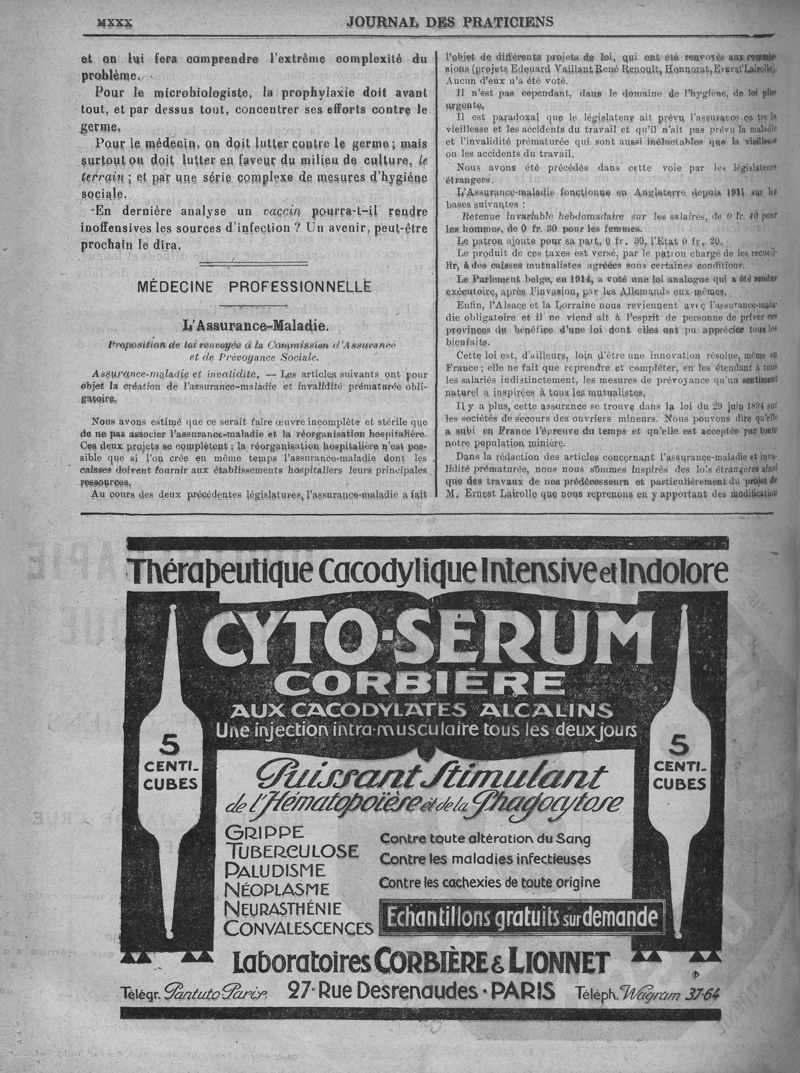 MXXX
JOURNAL DES PRATICIENS
et on lui fera comprendre l'extrême complexité du
problème.
Pour le microbiologiste, la prophylaxie doit avant
tout, et par dessus tout, concentrer ses efforts contre le
germe.
Pour le médecin, on doit lutter contre le germe ; mais
surtout on doit lutter en faveur du milieu de culture, le
terrain ; et par une série complexe de mesures d'hygiène
sociale.
En dernière analyse un vaccin pourra-t-il rendre
inoffensives les sources d'infection ? Un avenir, peut-être
prochain le dira.
MÉDECINE PROFESSIONNELLE
L'Assurance-Maladie.
Proposition de loi renvoyée à la Commission d'Assurance
et de Prévoyance Sociale.
Assurance-maladie et invalidité. — Les articles suivants ont pour
objet la création de l'assurance-maladie et invalidité prématurée obli-
gatoire.
Nous avons estimé que ce serait faire œuvre incomplète et stérile que
de ne pas associer l'assurance-maladie et la réorganisation hospitalière.
Ces deux projets se complètent ; la réorganisation hospitalière n'est pos-
sible que si l'on crée en même temps l'assurance-maladie dont les
caisses doivent fournir aux établissements hospitaliers leurs principales
ressources.
Au cours des deux précédentes législatures, l'assurance-maladie a fait
l'objet de différents projets de loi, qui ont été renvoyés aux commis-
sions (projets Edouard Vaillant René Renoult, Honnorat, Ernest Lairolle).
Aucun d'eux n'a été voté.
Il n'est pas cependant, dans le domaine de l'hygiène, de loi plus
urgente.
Il est paradoxal que le législateur ait prévu l'assurance co tre la
vieillesse et les accidents du travail et qu'il n'ait pas prévu la maladie
et l'invalidité prématurée qui sont aussi inéluctables que la vieillesse
ou les accidents du travail.
Nous avons été précédés dans cette voie par les législateurs
étrangers.
L'Assurance-maladie fonctionne en Angleterre depuis 1911 sur les
bases suivantes :
Retenue invariable hebdomadaire sur les salaires, de 0 fr. 40 pour
les hommes, de 0 fr. 30 pour les femmes.
Le patron ajoute pour sa part, 0 fr. 30, l'Etat 0 fr. 20.
Le produit de ces taxes est versé, par le patron chargé de les recueil-
lir, à des caisses mutualistes agréées sous certaines conditions.
Le Parlement belge, en 1914, a voté une loi analogue qui a été rendue
exécutoire, après l'invasion, par les Allemands eux-mêmes.
Enfin, l'Alsace et la Lorraine nous reviennent avec l'assurance-mala-
die obligatoire et il ne viend ait à l'esprit de personne de priver ces
provinces du bénéfice d'une loi dont elles ont pu apprécier tous les
bienfaits.
Cette loi est, d'ailleurs, loin d'être une innovation résolue, même en
France ; elle ne fait que reprendre et compléter, en les étendant à tous
les salariés indistinctement, les mesures de prévoyance qu'un sentiment
naturel a inspirées à tous les mutualistes.
Il y a plus, cette assurance se trouve dans la loi du 29 juin 1894 sur
les sociétés de secours des ouvriers mineurs. Nous pouvons dire qu'elle
a subi en France l'épreuve du temps et qu'elle est acceptée par toute
notre population minière.
Dans la rédaction des articles concernant l'assurance-maladie et inva-
lidité prématurée, nous nous sommes inspirés des lois étrangères ainsi
que des travaux de nos prédécesseurs et particulièrement du projet de
M. Ernest Lairolle que nous reprenons en y apportant des modification
Thérapeutique Cacodylique Intensive et Indolore
CYTO-SÉRUM
CORBIÈRE
AUX CACODYLATES ALCALINS
Une injection intra-musculaire tous les deux jours
5
CENTI-
CUBES
5
CENTI-
CUBES
Puissant Stimulant
de l'Hématopoïère et de la Phagocytose
GRIPPE
TUBERCULOSE
PALUDISME
NÉOPLASME
NEURASTHÉNIE
CONVALESCENCES
Contre toute altération du Sang
Contre les maladies infectieuses
Contre les cachexies de toute origine
Echantillons gratuits sur demande
Laboratoires CORBIÈRE & LIONNET
Télégr. Pantuto Paris. 27 Rue Desrenaudes · PARIS Téléph. Wagram 37-64